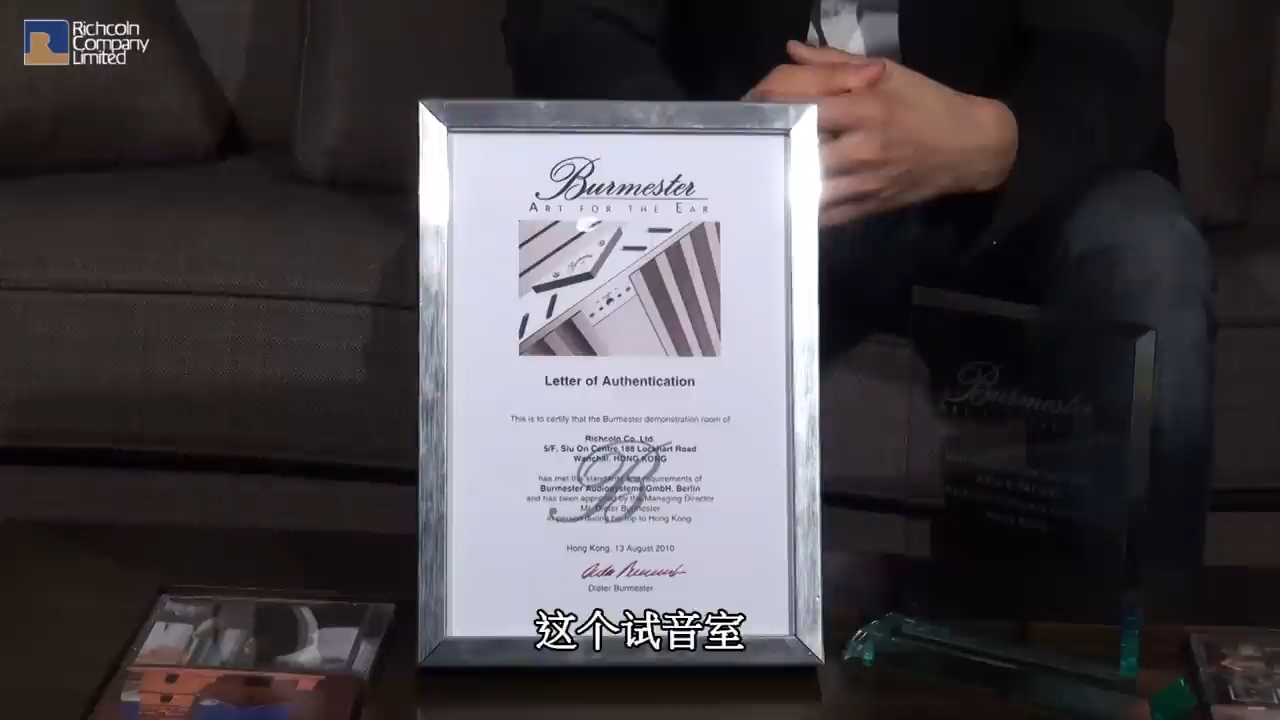 Richcoln
Company
Limited
Burmester
ART FOR THE EAR
Letter of Authentication
This is to certify that the Burmester demonstration room of
Richcoln Co. Ltd.
5/F, Siu On Centre, 188 Lockhart Road
Wanchai, HONG KONG
has met the standards and requirements of
Burmester Audiosysteme GmbH, Berlin
and has been approved by the Managing Director
Mr. Dieter Burmester
in person during his trip to Hong Kong
Hong Kong, 13 August 2010
Dieter Burmester
Burmester
这个试音室